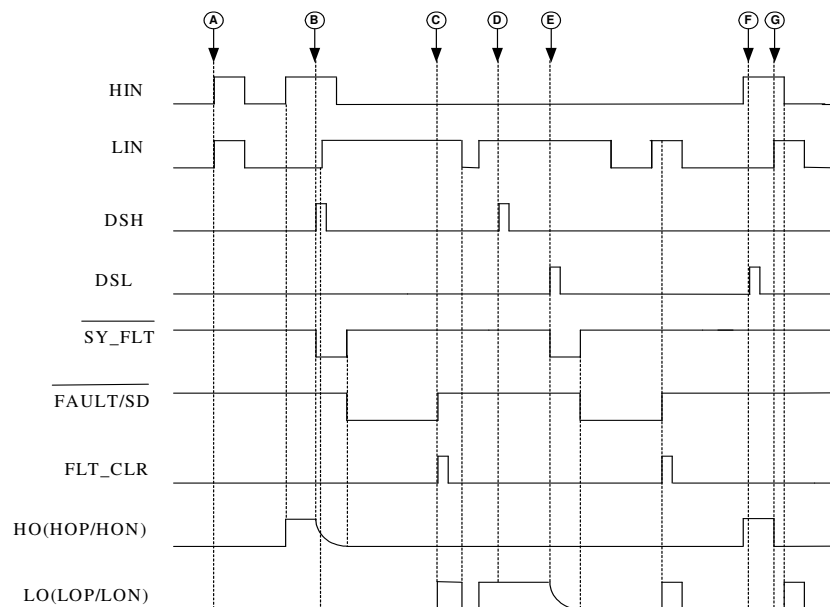 A B C D E F G
HIN
LIN
DSH
DSL
SY_FLT
FAULT/SD
FLT_CLR
HO(HOP/HON)
LO(LOP/LON)